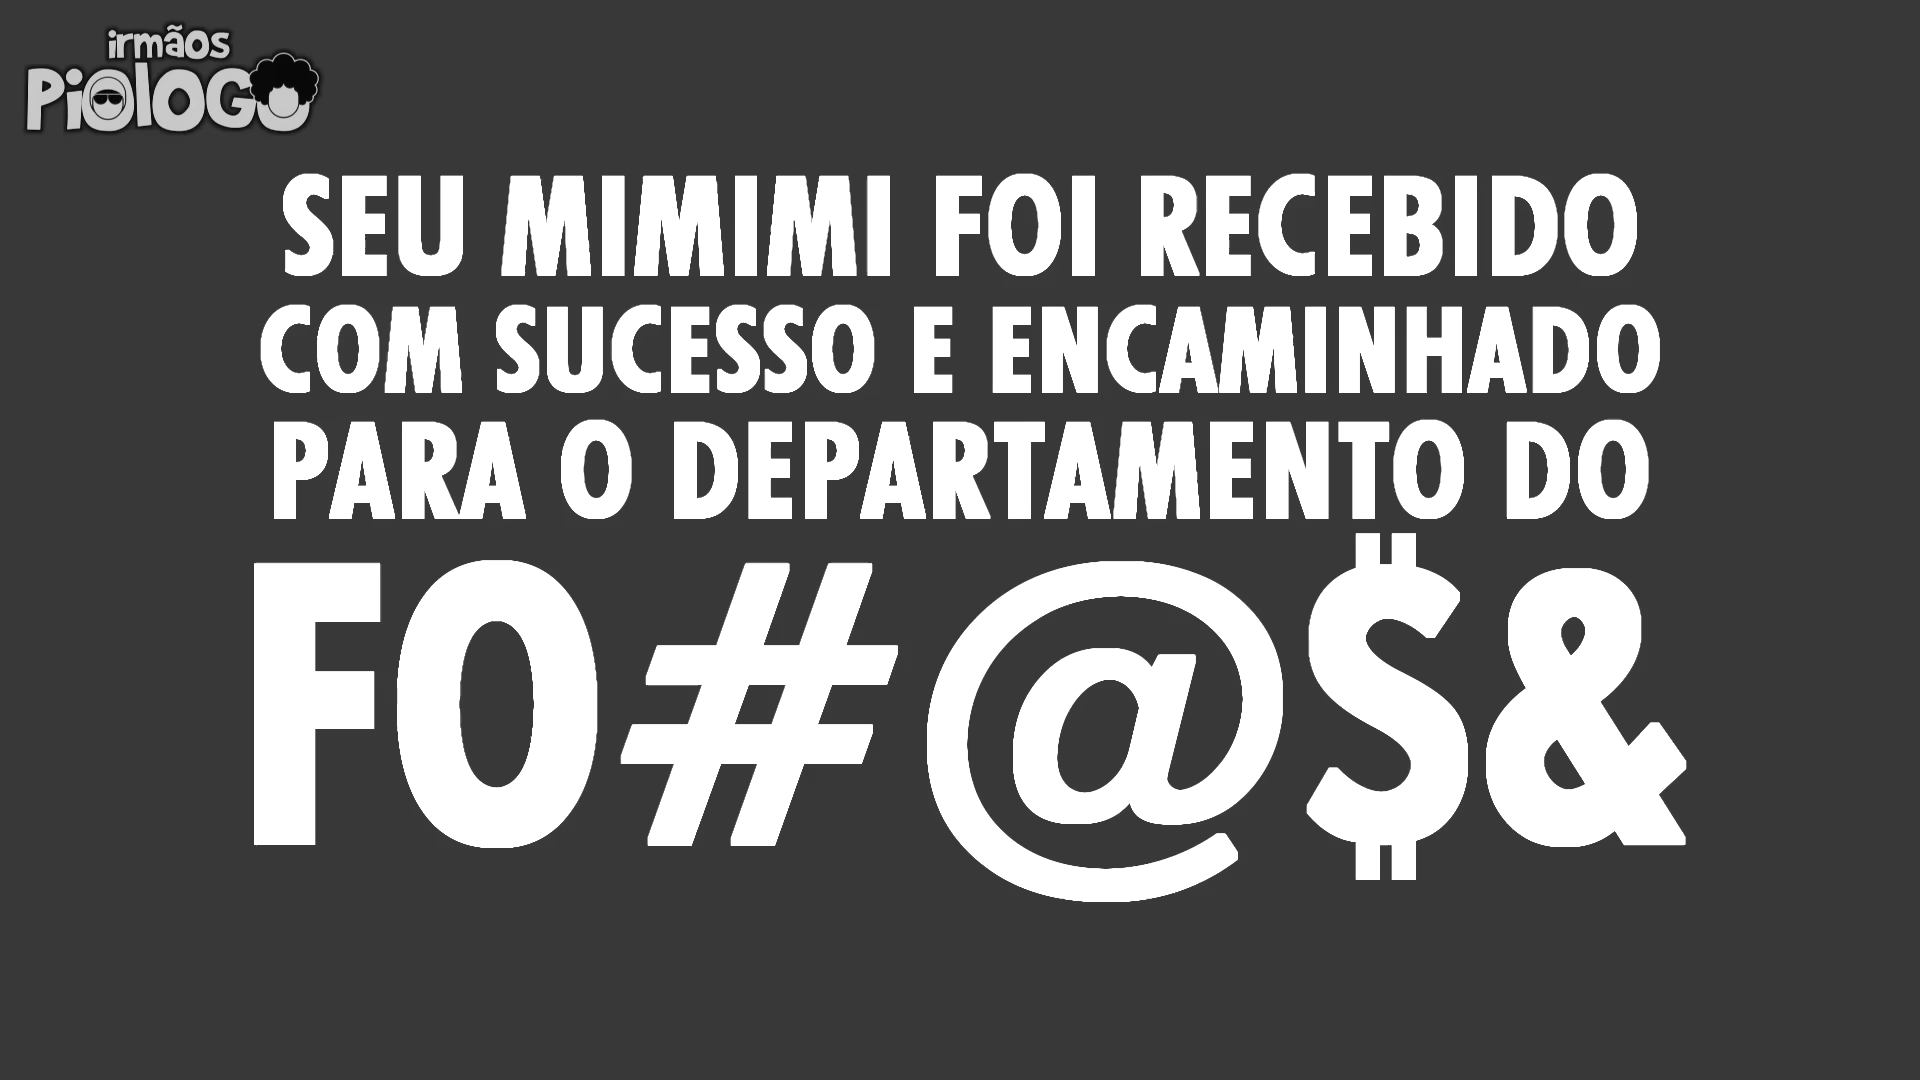 irmãos
PiOlOGO
SEU MIMIMI FOI RECEBIDO
COM SUCESSO E ENCAMINHADO
PARA O DEPARTAMENTO DO
FO#@$&